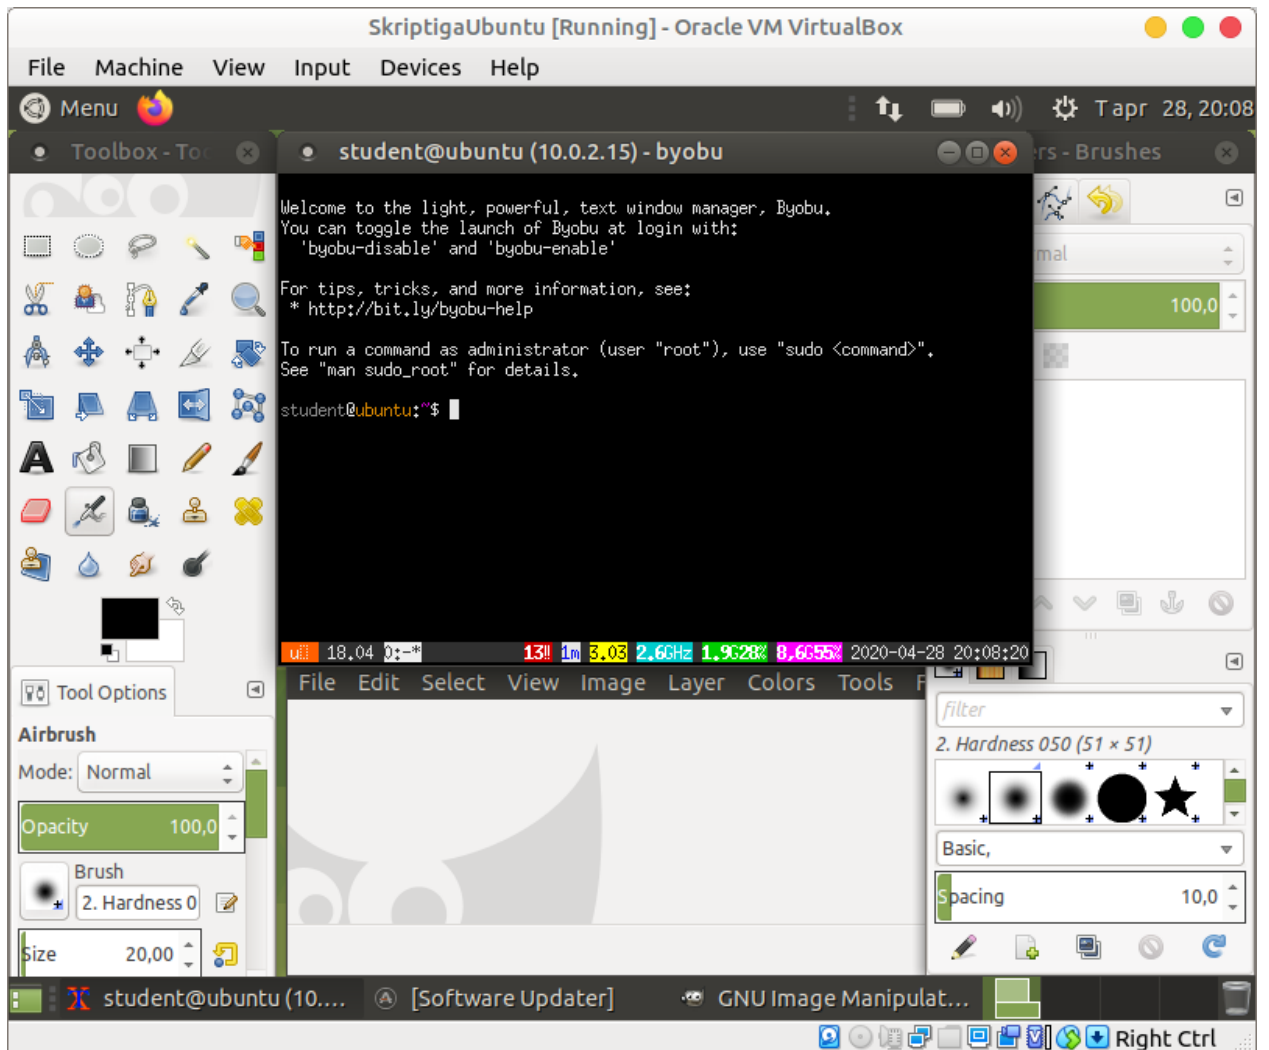 SkriptigaUbuntu [Running] - Oracle VM VirtualBox
File Machine View Input Devices Help
Menu T apr 28, 20:08
Toolbox - Too
student@ubuntu (10.0.2.15) - byobu
rs - Brushes
Welcome to the light, powerful, text window manager, Byobu.
You can toggle the launch of Byobu at login with:
'byobu-disable' and 'byobu-enable'
For tips, tricks, and more information, see:
* http://bit.ly/byobu-help
To run a command as administrator (user "root"), use "sudo <command>".
See "man sudo_root" for details.
student@ubuntu:~$
u 18.04 0:-* 13!! 1m 3.03 2.6GHz 1.9G28% 8,6G55% 2020-04-28 20:08:20
mal
100,0
File Edit Select View Image Layer Colors Tools F
Tool Options
Airbrush
Mode: Normal
Opacity 100,0
Brush
2. Hardness 0
Size 20,00
filter
2. Hardness 050 (51 × 51)
Basic,
Spacing 10,0
student@ubuntu (10.... [Software Updater] GNU Image Manipulat...
Right Ctrl